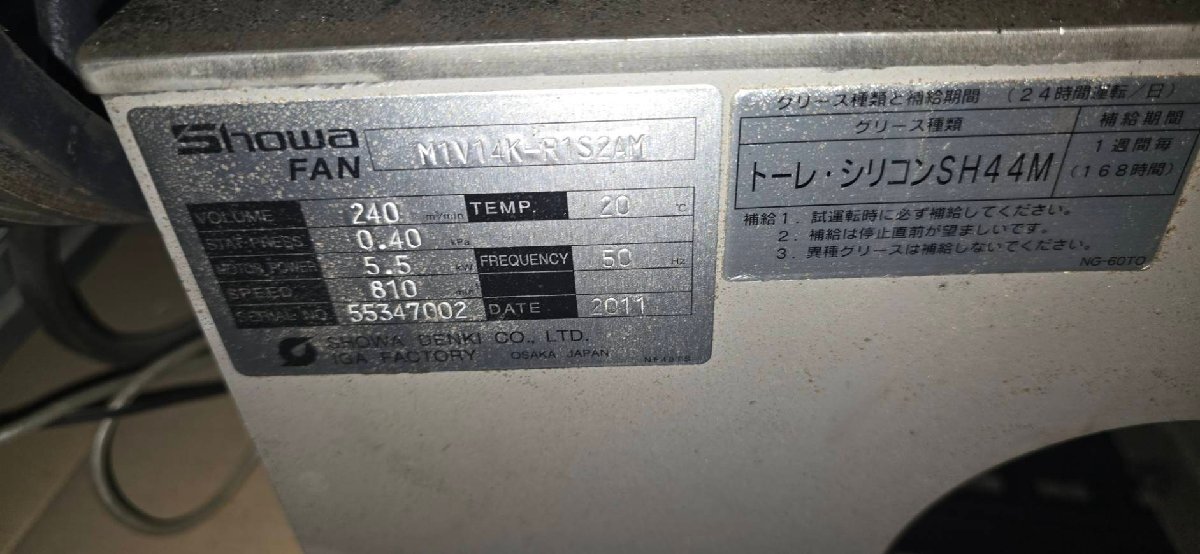 Showa
FAN
M1V14K-R1S2AM
VOLUME 240 m³/min TEMP. 20 ℃
STAT.PRESS 0.40 kPa
MOTOR POWER 5.5 kW FREQUENCY 50 Hz
SPEED 810
SERIAL NO. 55347002 DATE 2011
SHOWA DENKI CO., LTD.
IGA FACTORY OSAKA JAPAN
グリース種類と補給期間 (24時間運転/日)
グリース種類 補給期間
トーレ・シリコンSH44M 1週間毎
(168時間)
補給1. 試運転時に必ず補給してください。
2. 補給は停止直前が望ましいです。
3. 異種グリースは補給しないでください。
NG-60TO